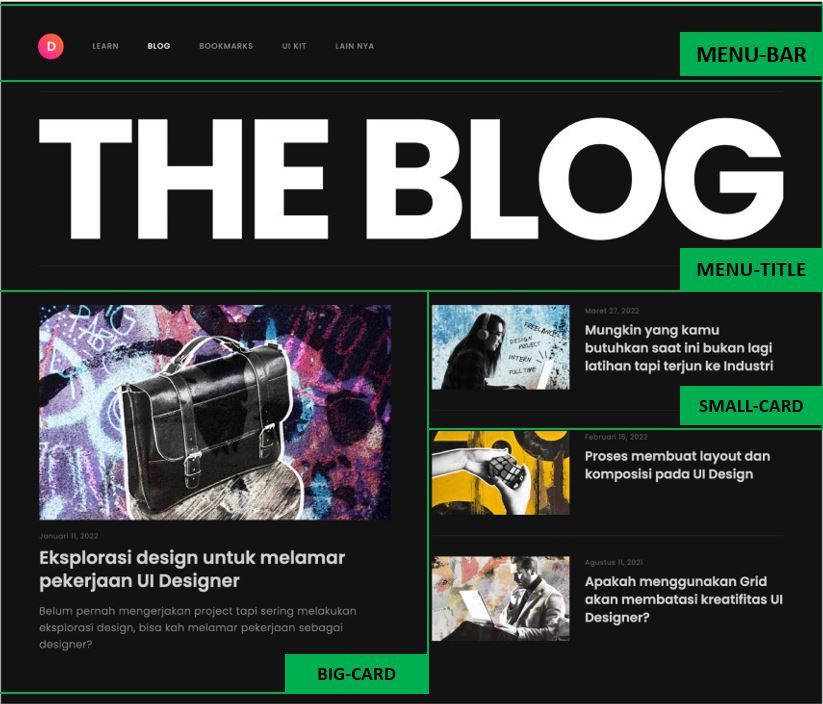 D LEARN BLOG BOOKMARKS UI KIT LAIN NYA
MENU-BAR
THE BLOG
MENU-TITLE
Januari 11, 2022
Eksplorasi design untuk melamar
pekerjaan UI Designer
Belum pernah mengerjakan project tapi sering melakukan
eksplorasi design, bisa kah melamar pekerjaan sebagai
designer?
BIG-CARD
FREELANCE
DESIGN
PROJECT
INTERN
FULL TIME
Maret 27, 2022
Mungkin yang kamu
butuhkan saat ini bukan lagi
latihan tapi terjun ke Industri
SMALL-CARD
Februari 15, 2022
Proses membuat layout dan
komposisi pada UI Design
Agustus 11, 2021
Apakah menggunakan Grid
akan membatasi kreatifitas UI
Designer?